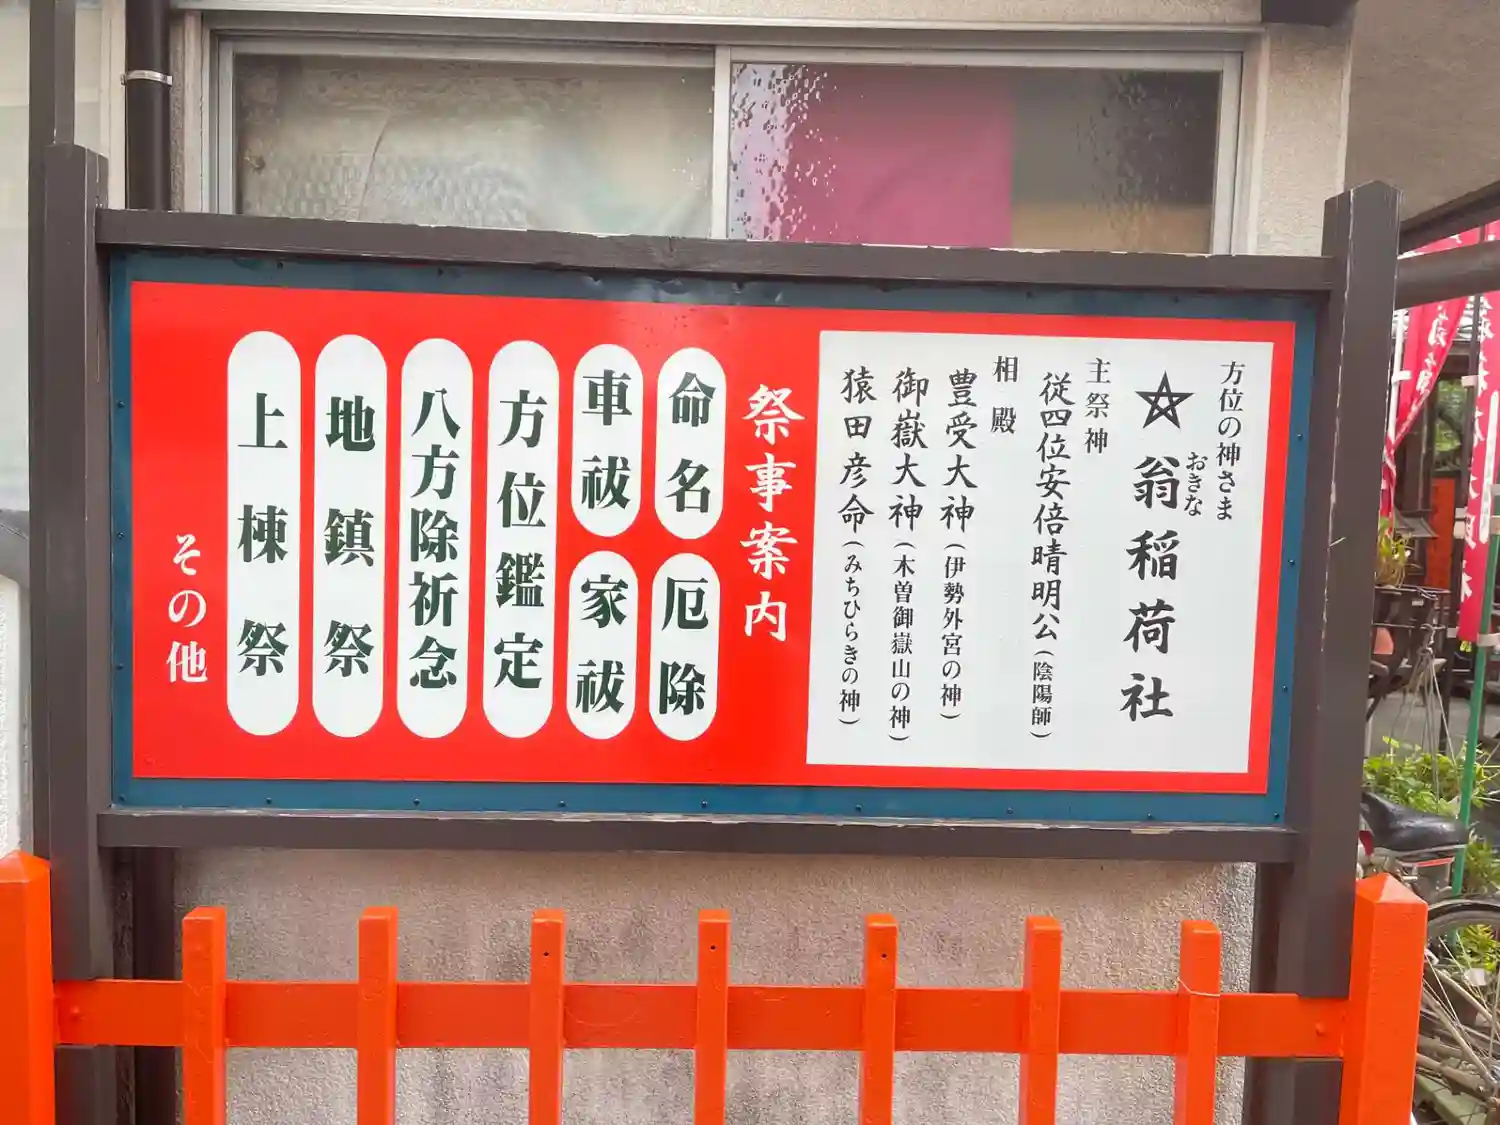 方位の神さま
おきな
☆翁稲荷社
主祭神
従四位安倍晴明公(陰陽師)
相殿
豊受大神(伊勢外宮の神)
御嶽大神(木曽御嶽山の神)
猿田彦命(みちひらきの神)
祭事案内
命名
厄除
車祓
家祓
方位鑑定
八方除祈念
地鎮祭
上棟祭
その他